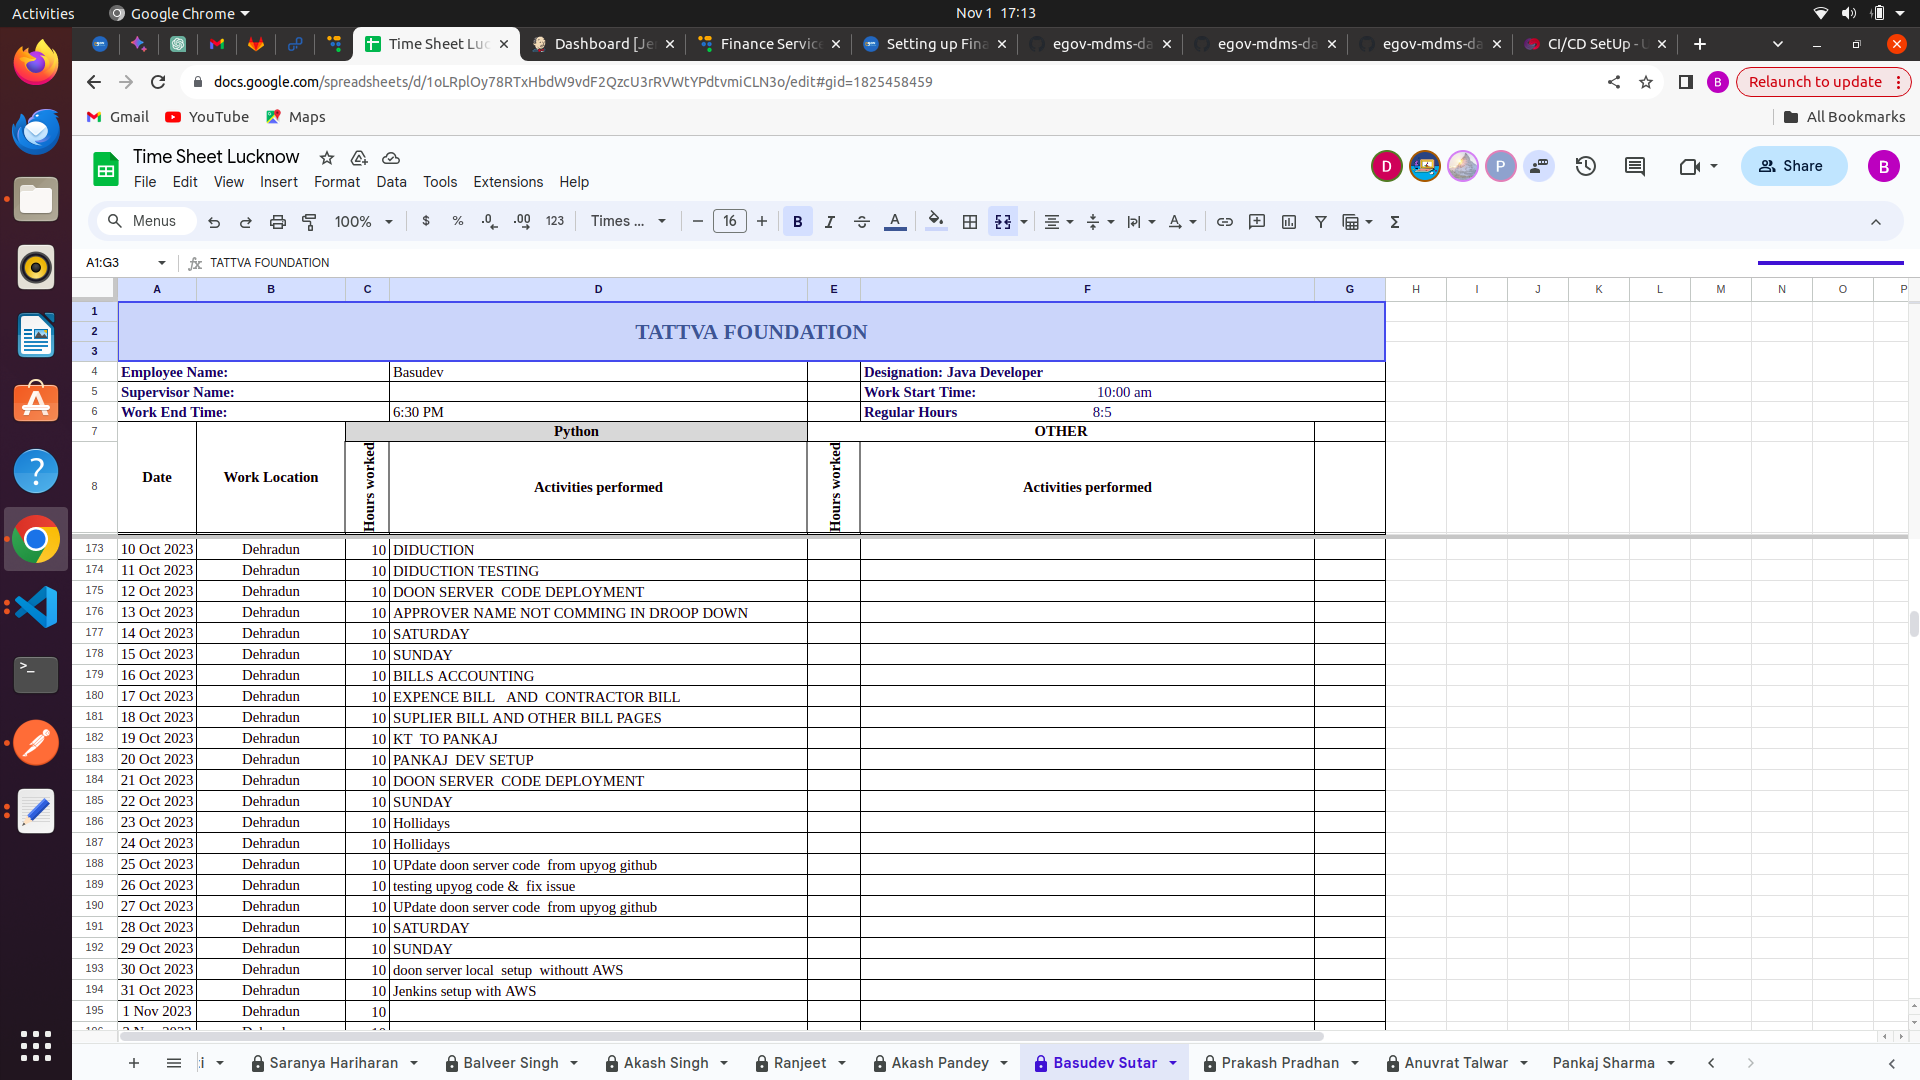 Activities
Google Chrome
Nov 1 17:13
Time Sheet Luc
Dashboard [Je
Finance Service
Setting up Fina
egov-mdms-da
egov-mdms-da
egov-mdms-da
CI/CD SetUp - U
docs.google.com/spreadsheets/d/1oLRplOy78RTxHbdW9vdF2QzcU3rRVWtYPdtvmiCLN3o/edit#gid=1825458459
B
Relaunch to update
Gmail
YouTube
Maps
All Bookmarks
Time Sheet Lucknow
File Edit View Insert Format Data Tools Extensions Help
D
P
Share
B
Menus
100%
$ % .0 .00 123
Times ...
16
B I A
A1:G3
fx TATTVA FOUNDATION
A B C D E F G H I J K L M N O P
1
2 TATTVA FOUNDATION
3
4 Employee Name: Basudev Designation: Java Developer
5 Supervisor Name: Work Start Time: 10:00 am
6 Work End Time: 6:30 PM Regular Hours 8:5
7 Python OTHER
8 Date Work Location Hours worked Activities performed Hours worked Activities performed
173 10 Oct 2023 Dehradun 10 DIDUCTION
174 11 Oct 2023 Dehradun 10 DIDUCTION TESTING
175 12 Oct 2023 Dehradun 10 DOON SERVER CODE DEPLOYMENT
176 13 Oct 2023 Dehradun 10 APPROVER NAME NOT COMMING IN DROOP DOWN
177 14 Oct 2023 Dehradun 10 SATURDAY
178 15 Oct 2023 Dehradun 10 SUNDAY
179 16 Oct 2023 Dehradun 10 BILLS ACCOUNTING
180 17 Oct 2023 Dehradun 10 EXPENCE BILL AND CONTRACTOR BILL
181 18 Oct 2023 Dehradun 10 SUPLIER BILL AND OTHER BILL PAGES
182 19 Oct 2023 Dehradun 10 KT TO PANKAJ
183 20 Oct 2023 Dehradun 10 PANKAJ DEV SETUP
184 21 Oct 2023 Dehradun 10 DOON SERVER CODE DEPLOYMENT
185 22 Oct 2023 Dehradun 10 SUNDAY
186 23 Oct 2023 Dehradun 10 Hollidays
187 24 Oct 2023 Dehradun 10 Hollidays
188 25 Oct 2023 Dehradun 10 UPdate doon server code from upyog github
189 26 Oct 2023 Dehradun 10 testing upyog code & fix issue
190 27 Oct 2023 Dehradun 10 UPdate doon server code from upyog github
191 28 Oct 2023 Dehradun 10 SATURDAY
192 29 Oct 2023 Dehradun 10 SUNDAY
193 30 Oct 2023 Dehradun 10 doon server local setup withoutt AWS
194 31 Oct 2023 Dehradun 10 Jenkins setup with AWS
195 1 Nov 2023 Dehradun 10
Saranya Hariharan
Balveer Singh
Akash Singh
Ranjeet
Akash Pandey
Basudev Sutar
Prakash Pradhan
Anuvrat Talwar
Pankaj Sharma